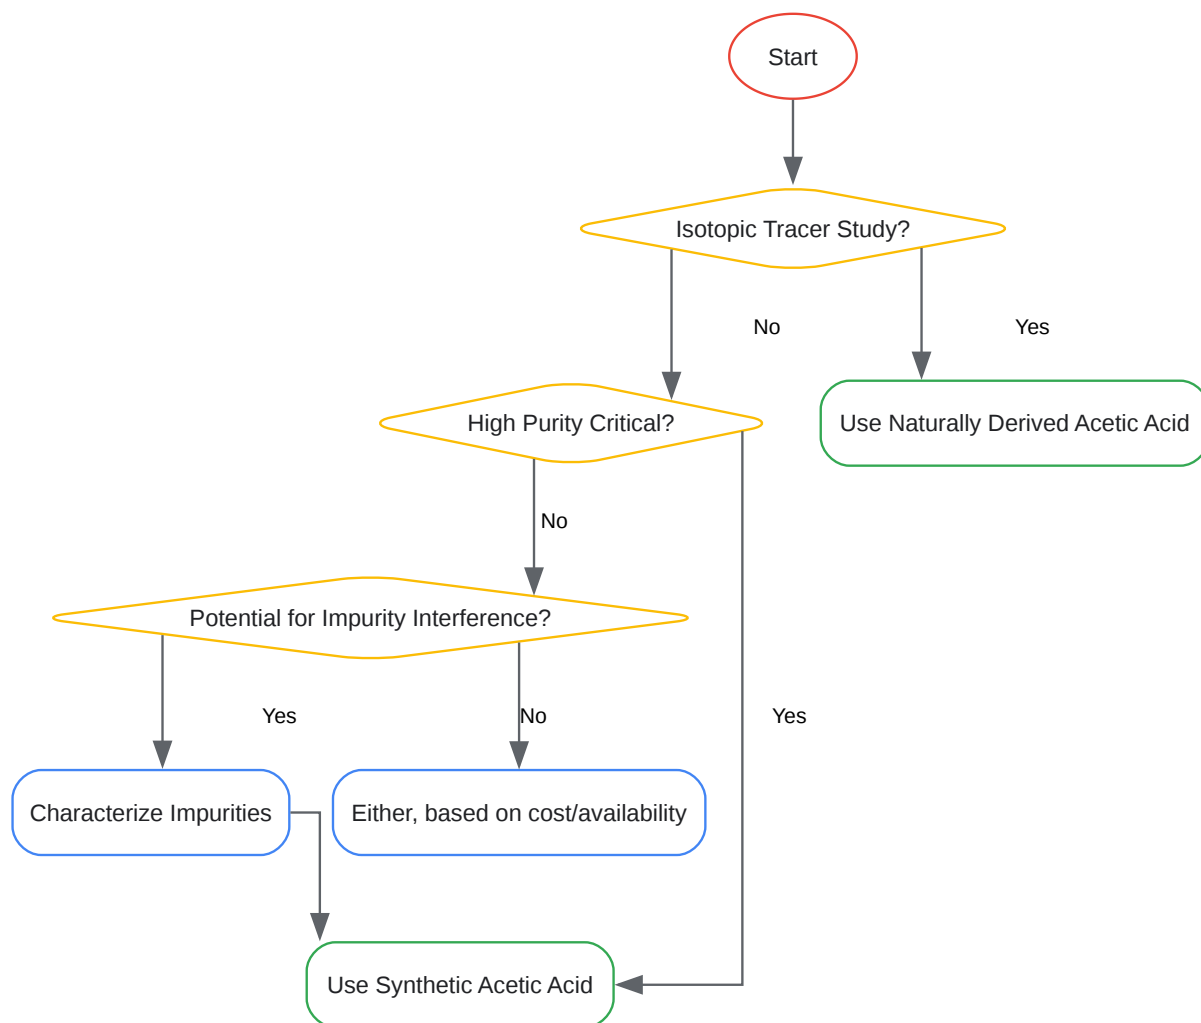 Start
Isotopic Tracer Study?
No
Yes
High Purity Critical?
Use Naturally Derived Acetic Acid
No
Potential for Impurity Interference?
Yes
No
Yes
Characterize Impurities
Either, based on cost/availability
Use Synthetic Acetic Acid